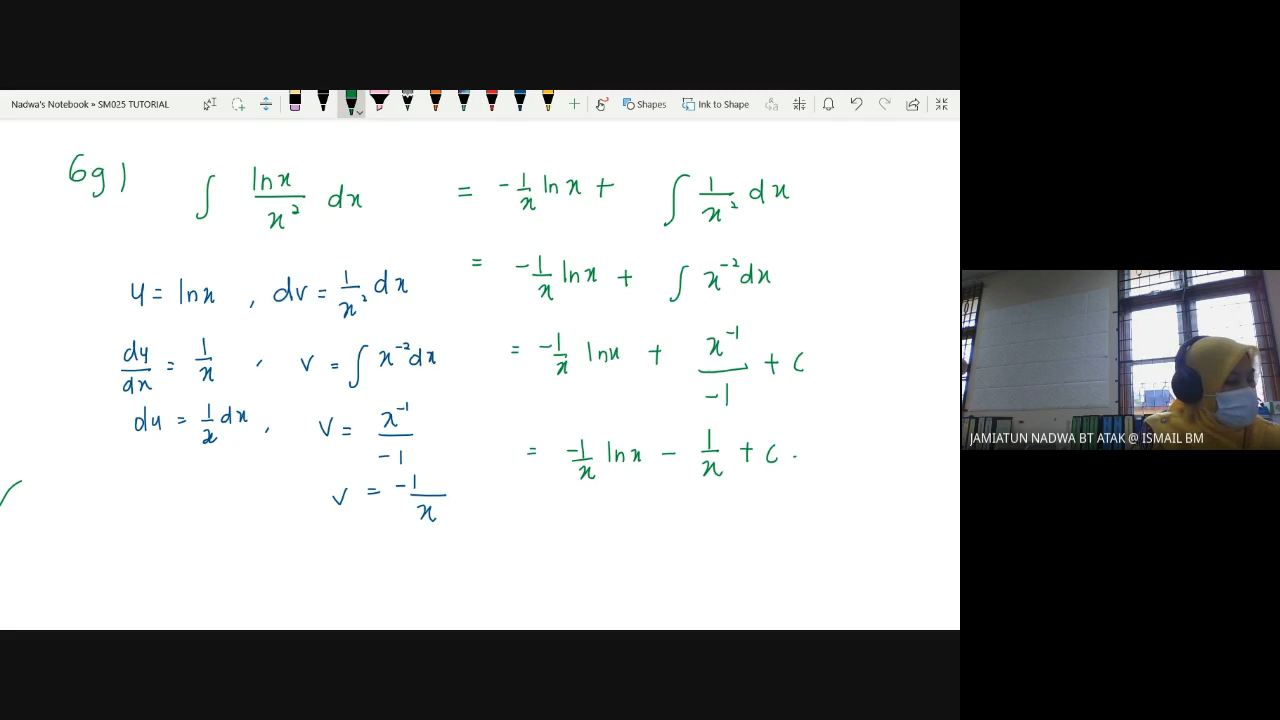 Nadwa's Notebook » SM025 TUTORIAL
Shapes
Ink to Shape
6g)
∫ ln x / x² dx = -1/x ln x + ∫ 1/x² dx
= -1/x ln x + ∫ x⁻² dx
u = ln x , dv = 1/x² dx
du/dx = 1/x , v = ∫ x⁻² dx
= -1/x ln x + x⁻¹/-1 + c
du = 1/x dx , v = x⁻¹/-1
= -1/x ln x - 1/x + c .
v = -1/x
JAMIATUN NADWA BT ATAK @ ISMAIL BM